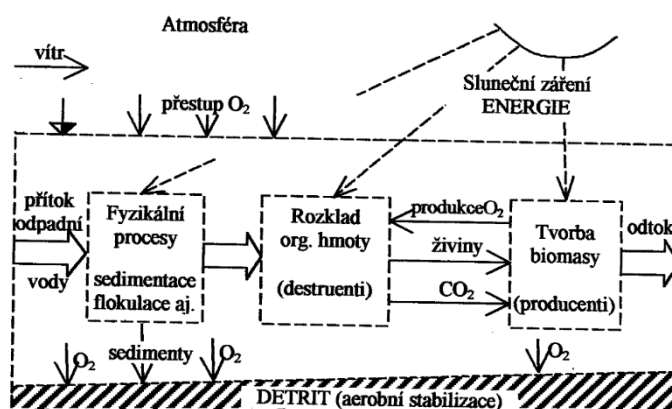 Atmosféra
vítr
přestup O₂
Sluneční záření
ENERGIE
přítok
odpadní
vody
Fyzikální
procesy
sedimentace
flokulace aj.
Rozklad
org. hmoty
(destruenti)
produkceO₂
živiny
CO₂
Tvorba
biomasy
(producenti)
odtok
sedimenty
O₂
O₂
O₂
DETRIT (aerobní stabilizace)